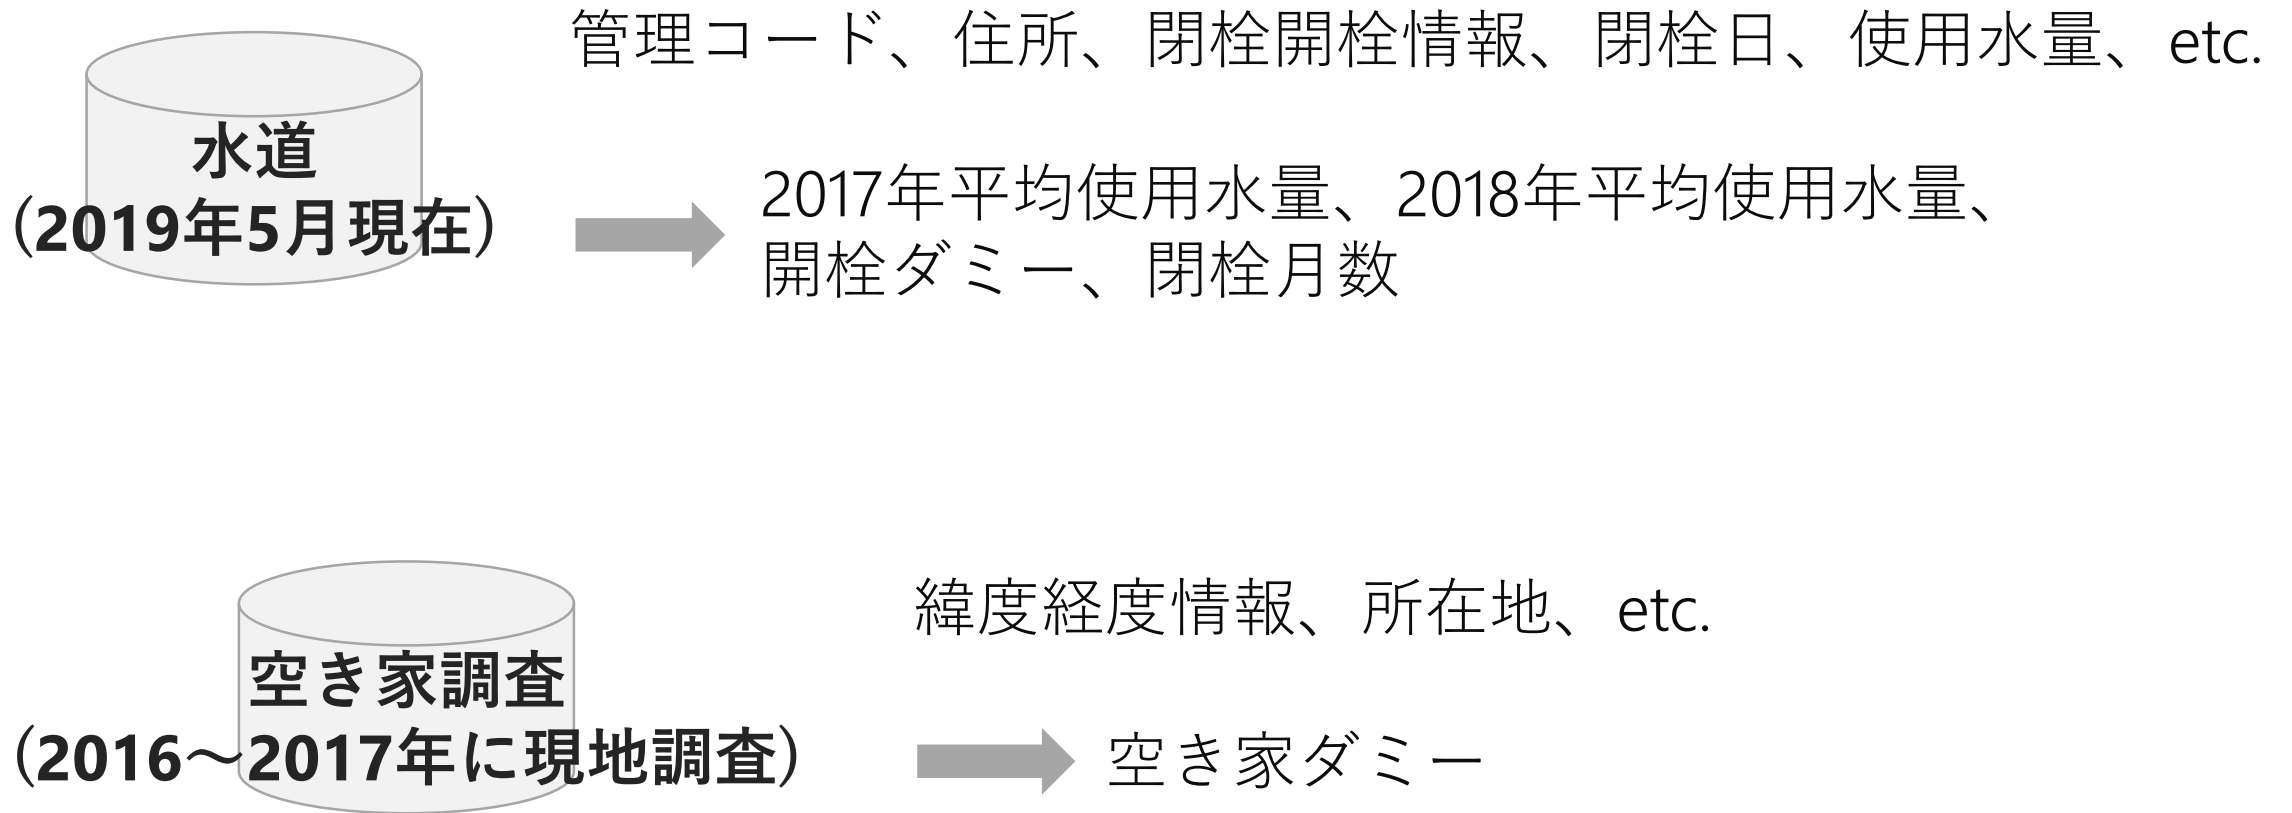 管理コード、住所、閉栓開栓情報、閉栓日、使用水量、etc.
水道
(2019年5月現在)
2017年平均使用水量、2018年平均使用水量、
開栓ダミー、閉栓月数
緯度経度情報、所在地、etc.
空き家調査
(2016～2017年に現地調査)
空き家ダミー